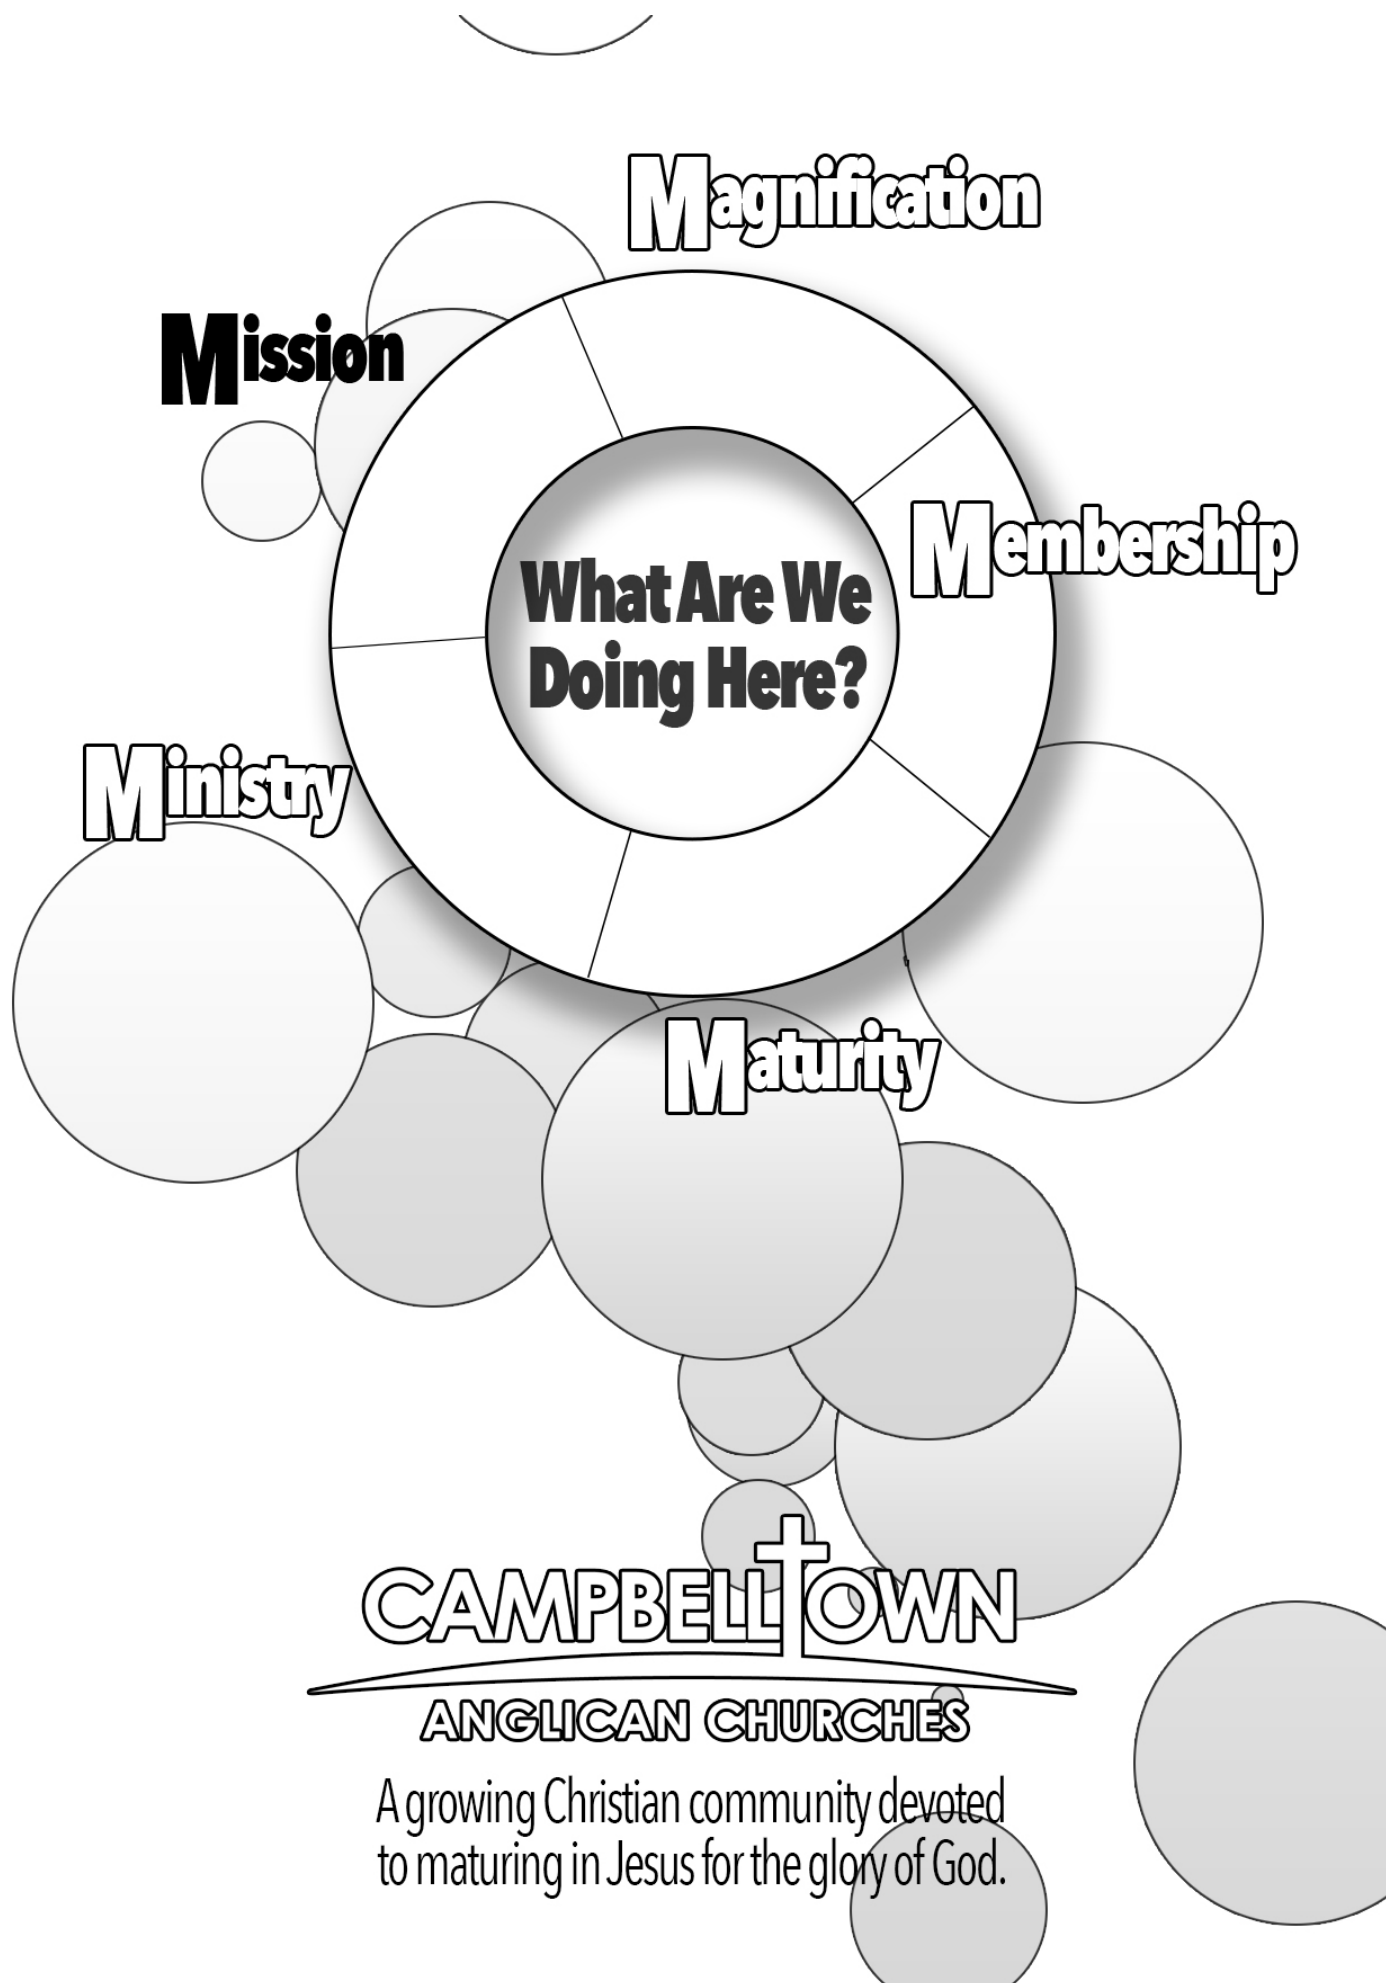 Magnification
Mission
Membership
What Are We
Doing Here?
Ministry
Maturity
CAMPBELLTOWN
ANGLICAN CHURCHES
A growing Christian community devoted
to maturing in Jesus for the glory of God.